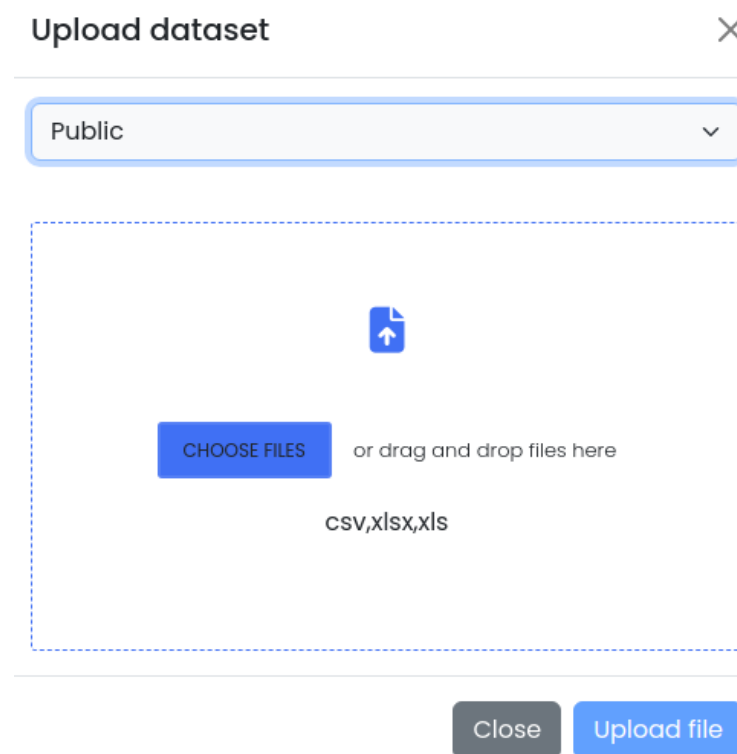 Upload dataset
Public
CHOOSE FILES or drag and drop files here
csv,xlsx,xls
Close Upload file